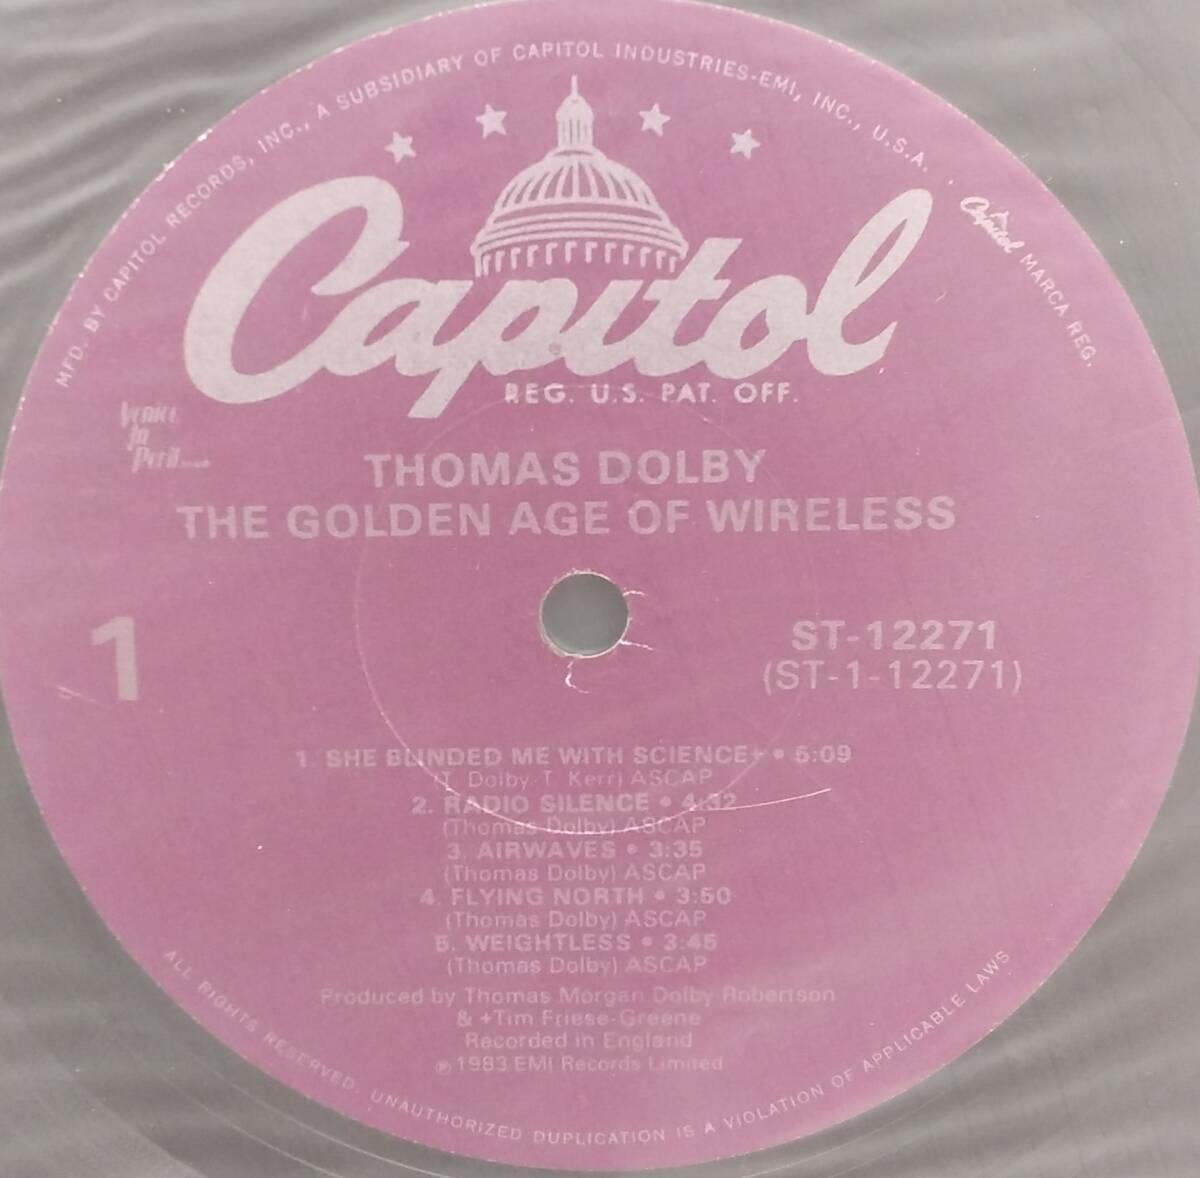 MFD. BY CAPITOL RECORDS, INC., A SUBSIDIARY OF CAPITOL INDUSTRIES-EMI, INC., U.S.A. . Capitol MARCA REG.
Capitol
REG. U.S. PAT. OFF.
Venice
In
Peril
THOMAS DOLBY
THE GOLDEN AGE OF WIRELESS
1
ST-12271
(ST-1-12271)
1. SHE BLINDED ME WITH SCIENCE+ • 5:09
(T. Dolby-T. Kerr) ASCAP
2. RADIO SILENCE • 4:32
(Thomas Dolby) ASCAP
3. AIRWAVES • 3:35
(Thomas Dolby) ASCAP
4. FLYING NORTH • 3:50
(Thomas Dolby) ASCAP
5. WEIGHTLESS • 3:45
(Thomas Dolby) ASCAP
Produced by Thomas Morgan Dolby Robertson
& +Tim Friese-Greene
Recorded in England
℗ 1983 EMI Records Limited
ALL RIGHTS RESERVED. UNAUTHORIZED DUPLICATION IS A VIOLATION OF APPLICABLE LAWS